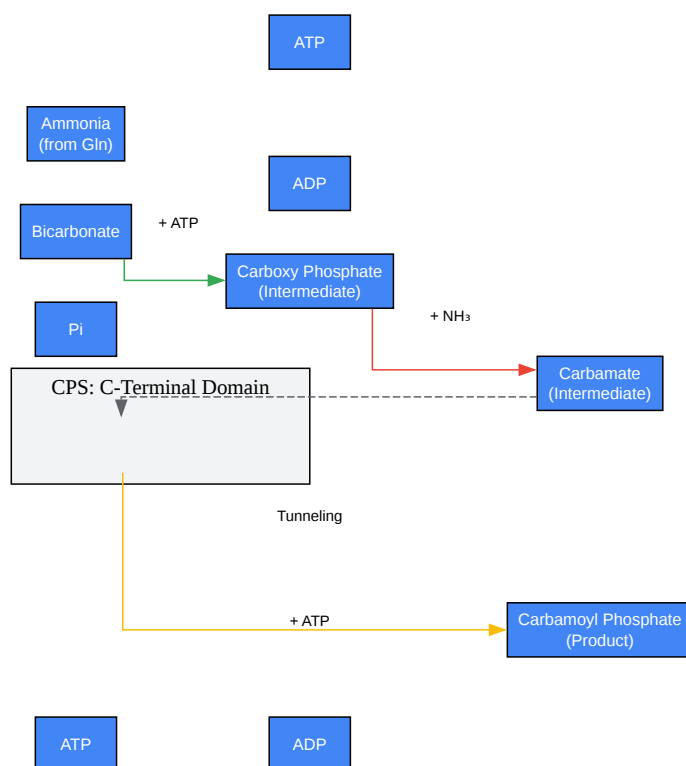 ATP
Ammonia
(from Gln)
ADP
Bicarbonate
+ ATP
Carboxy Phosphate
(Intermediate)
Pi
+ NH₃
Carbamate
(Intermediate)
CPS: C-Terminal Domain
Tunneling
+ ATP
Carbamoyl Phosphate
(Product)
ATP
ADP